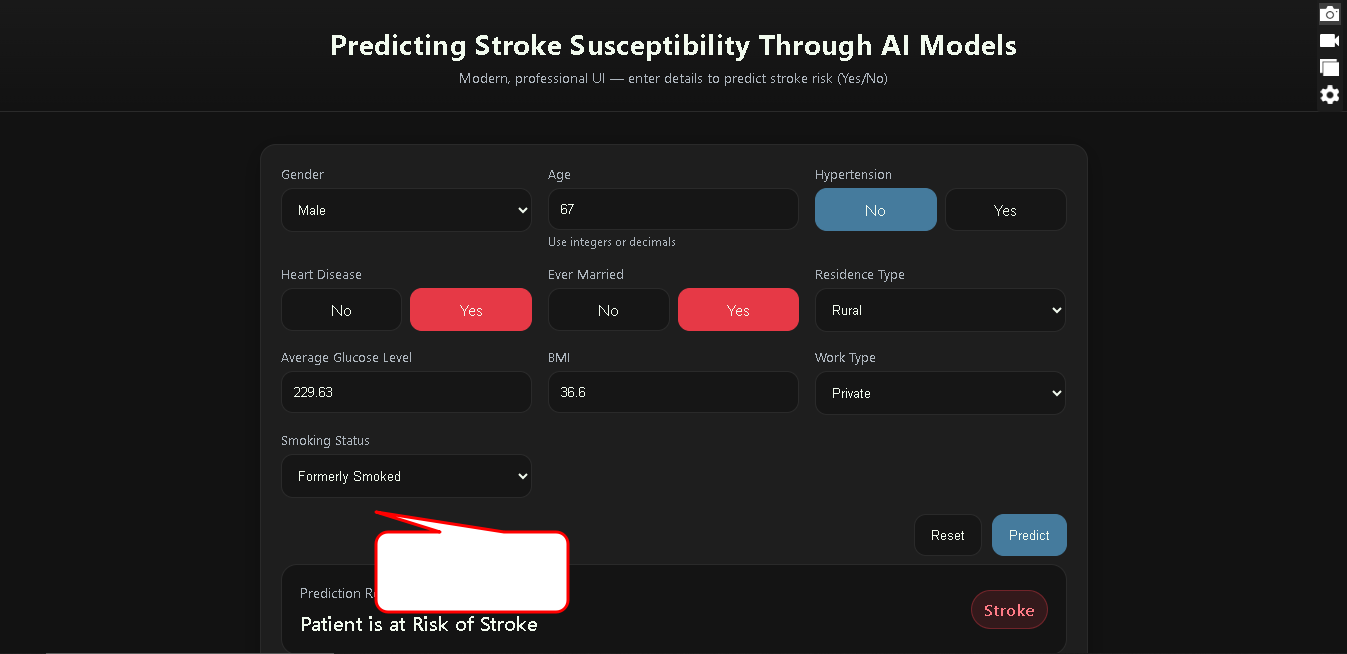 Predicting Stroke Susceptibility Through AI Models
Modern, professional UI — enter details to predict stroke risk (Yes/No)
Gender
Age
Hypertension
Male
67
No
Yes
Use integers or decimals
Heart Disease
Ever Married
Residence Type
No
Yes
No
Yes
Rural
Average Glucose Level
BMI
Work Type
229.63
36.6
Private
Smoking Status
Formerly Smoked
Reset
Predict
Prediction
Stroke
Patient is at Risk of Stroke